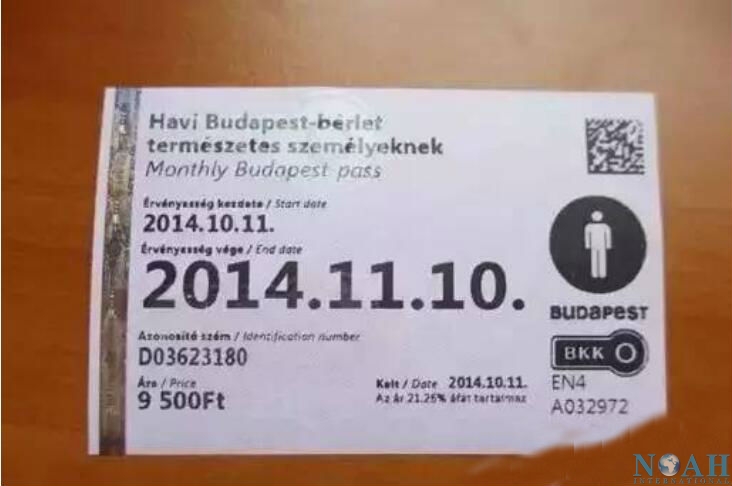 Havi Budapest-bérlet
természetes személyeknek
Monthly Budapest pass
Érvényesség kezdete / Start date
2014.10.11.
Érvényesség vége / End date
2014.11.10.
Azonosító szám / Identification number
D03623180
Ára / Price
9 500Ft
Kelt / Date 2014.10.11.
Az ár 21.26% áfát tartalmaz
BUDAPEST
BKK
EN4
A032972
NOAH
INTERNATIONAL